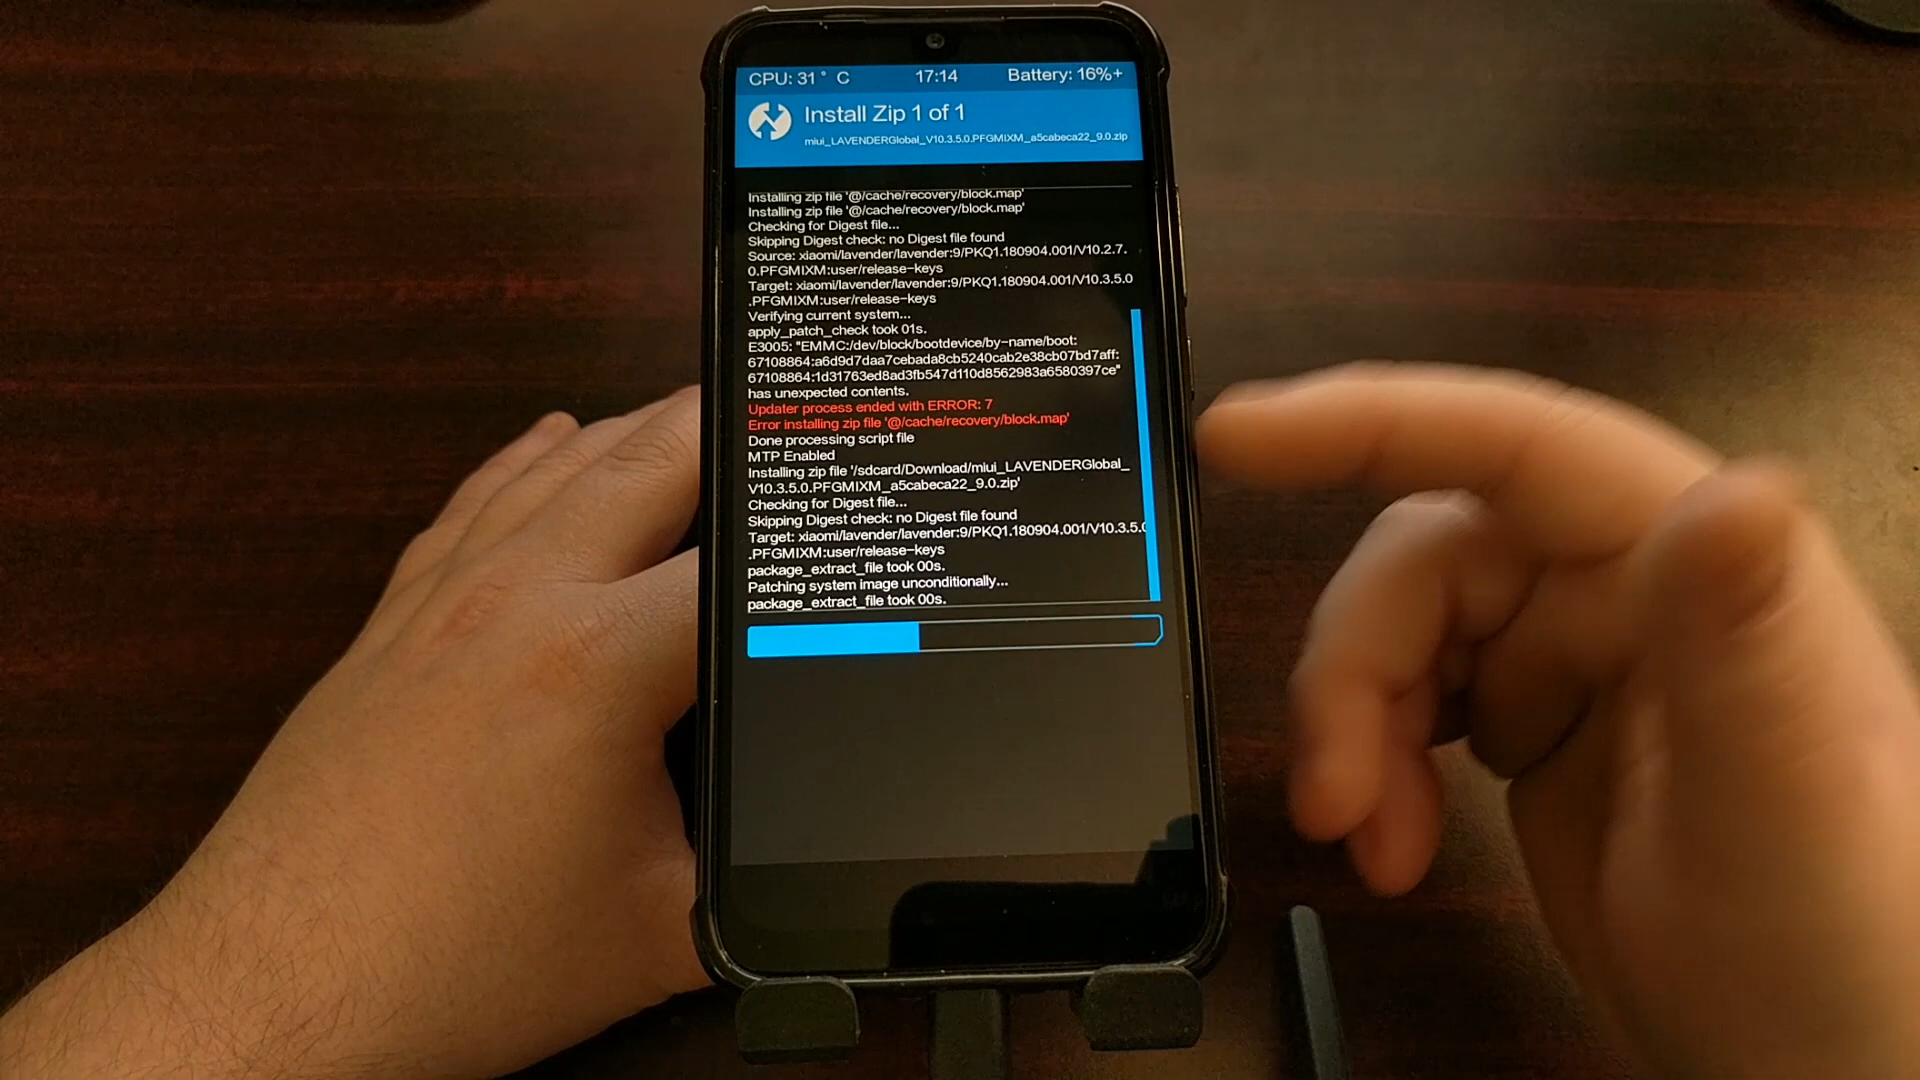 CPU: 31° C 17:14 Battery: 16%+
Install Zip 1 of 1
miui_LAVENDERGlobal_V10.3.5.0.PFGMIXM_a5cabeca22_9.0.zip
Installing zip file '@/cache/recovery/block.map'
Installing zip file '@/cache/recovery/block.map'
Checking for Digest file...
Skipping Digest check: no Digest file found
Source: xiaomi/lavender/lavender:9/PKQ1.180904.001/V10.2.7.
0.PFGMIXM:user/release-keys
Target: xiaomi/lavender/lavender:9/PKQ1.180904.001/V10.3.5.0
.PFGMIXM:user/release-keys
Verifying current system...
apply_patch_check took 01s.
E3005: "EMMC:/dev/block/bootdevice/by-name/boot:
67108864:a6d9d7daa7cebada8cb5240cab2e38cb07bd7aff:
67108864:1d31763ed8ad3fb547d110d8562983a6580397ce"
has unexpected contents.
Updater process ended with ERROR: 7
Error installing zip file '@/cache/recovery/block.map'
Done processing script file
MTP Enabled
Installing zip file '/sdcard/Download/miui_LAVENDERGlobal_
V10.3.5.0.PFGMIXM_a5cabeca22_9.0.zip'
Checking for Digest file...
Skipping Digest check: no Digest file found
Target: xiaomi/lavender/lavender:9/PKQ1.180904.001/V10.3.5.0
.PFGMIXM:user/release-keys
package_extract_file took 00s.
Patching system image unconditionally...
package_extract_file took 00s.